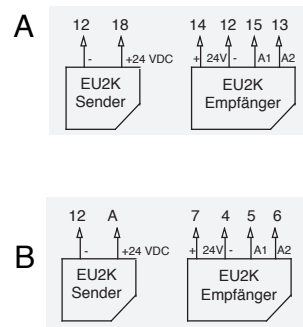 A
12 18 14 12 15 13
- +24 VDC + 24V - A1 A2
EU2K Sender EU2K Empfänger
12 A 7 4 5 6
- +24 VDC + 24V - A1 A2
B
EU2K Sender EU2K Empfänger